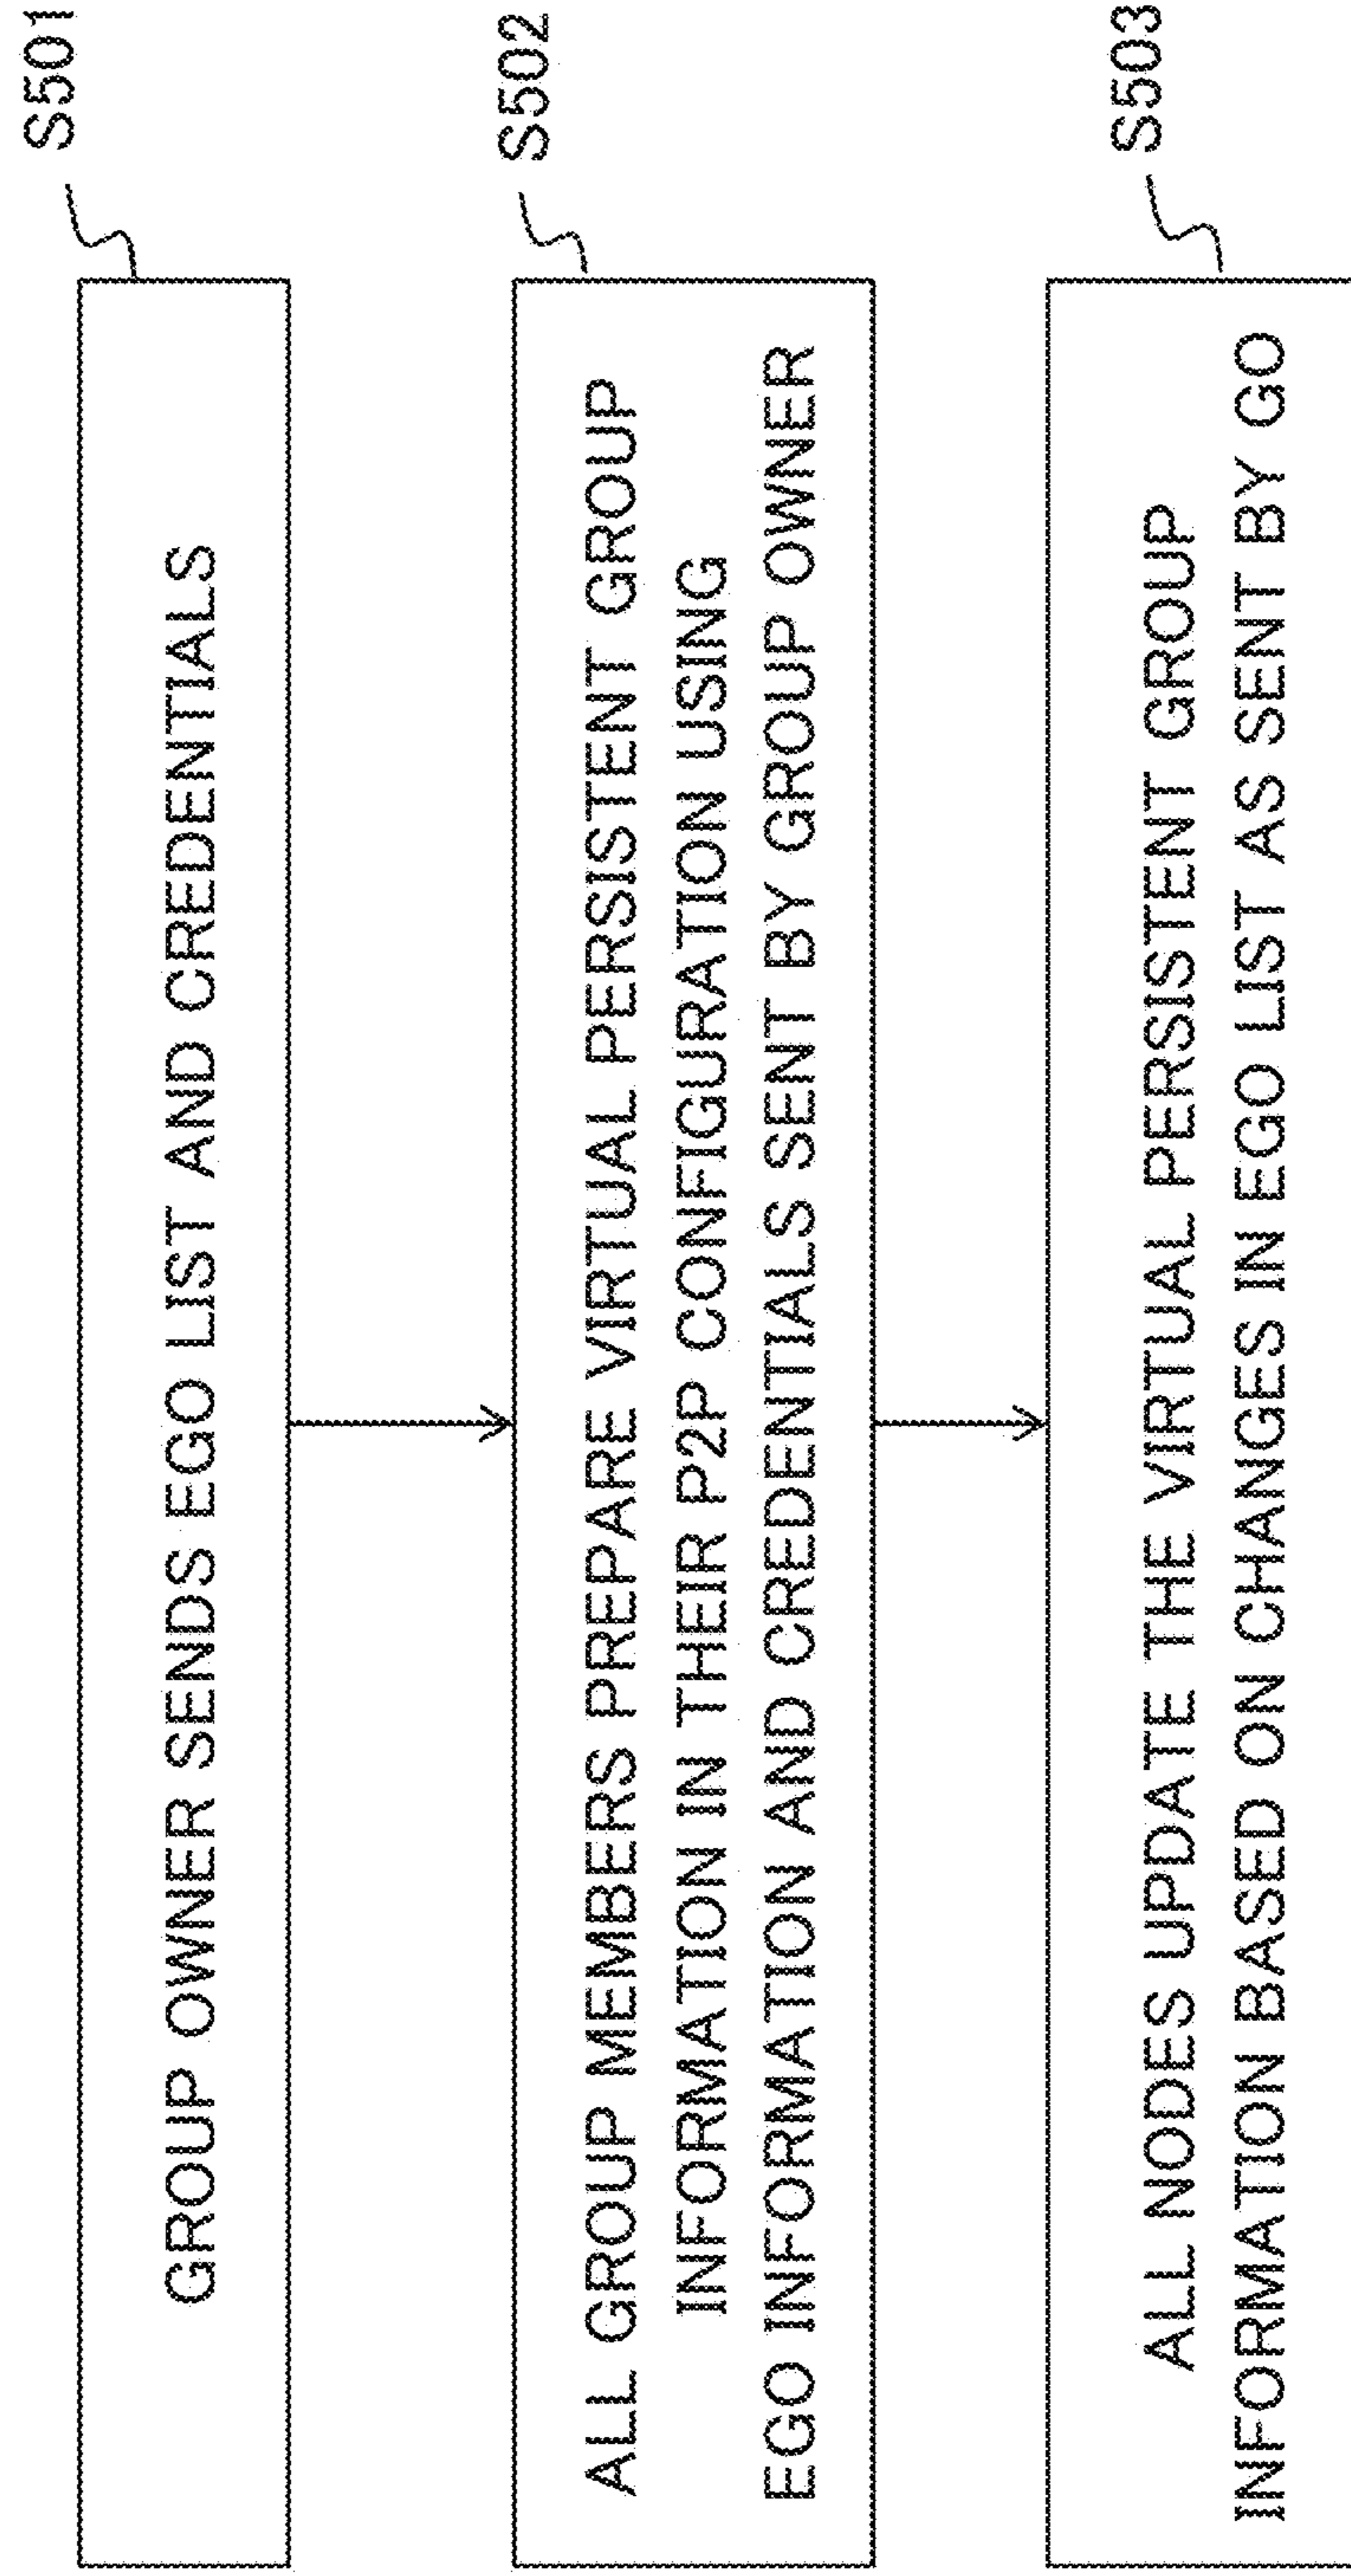 S501
GROUP OWNER SENDS EGO LIST AND CREDENTIALS
S502
ALL GROUP MEMBERS PREPARE VIRTUAL PERSISTENT GROUP
INFORMATION IN THEIR P2P CONFIGURATION USING
EGO INFORMATION AND CREDENTIALS SENT BY GROUP OWNER
S503
ALL NODES UPDATE THE VIRTUAL PERSISTENT GROUP
INFORMATION BASED ON CHANGES IN EGO LIST AS SENT BY GO